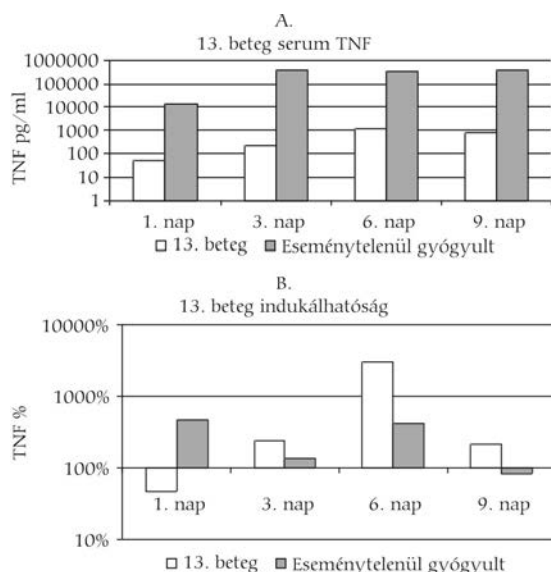 A.
13. beteg serum TNF
TNF pg/ml
1000000
100000
10000
1000
100
10
1
1. nap 3. nap 6. nap 9. nap
13. beteg Eseménytelenül gyógyult
B.
13. beteg indukálhatóság
TNF %
10000%
1000%
100%
10%
1. nap 3. nap 6. nap 9. nap
13. beteg Eseménytelenül gyógyult